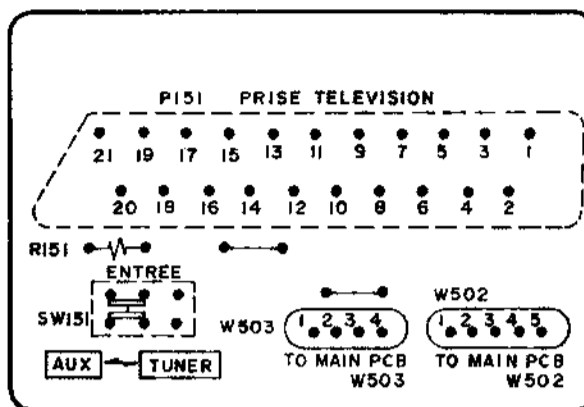 P151 PRISE TELEVISION
21 19 17 15 13 11 9 7 5 3 1
20 18 16 14 12 10 8 6 4 2
R151
ENTRÉE
SW151
AUX TUNER
W503 1 2 3 4
TO MAIN PCB
W503
W502
1 2 3 4 5
TO MAIN PCB
W502